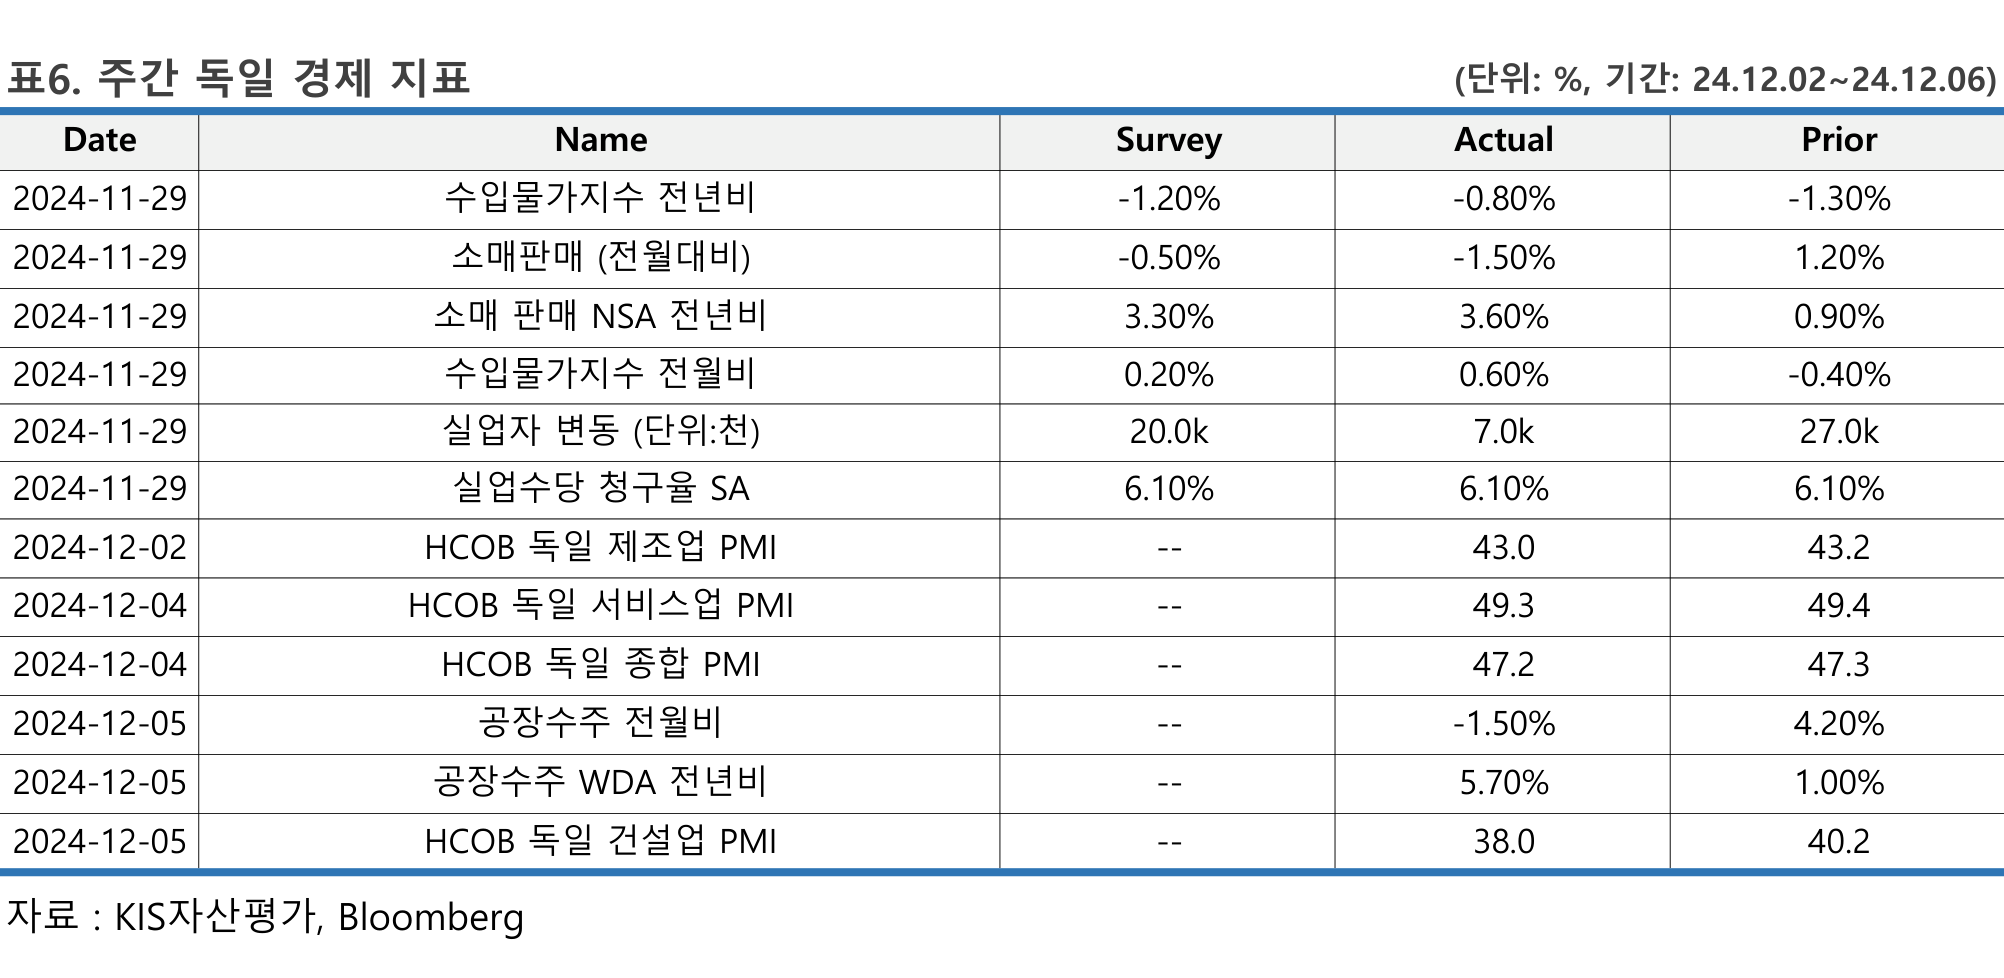 표6. 주간 독일 경제 지표 (단위: %, 기간: 24.12.02~24.12.06)
Date Name Survey Actual Prior
2024-11-29 수입물가지수 전년비 -1.20% -0.80% -1.30%
2024-11-29 소매판매 (전월대비) -0.50% -1.50% 1.20%
2024-11-29 소매 판매 NSA 전년비 3.30% 3.60% 0.90%
2024-11-29 수입물가지수 전월비 0.20% 0.60% -0.40%
2024-11-29 실업자 변동 (단위:천) 20.0k 7.0k 27.0k
2024-11-29 실업수당 청구율 SA 6.10% 6.10% 6.10%
2024-12-02 HCOB 독일 제조업 PMI -- 43.0 43.2
2024-12-04 HCOB 독일 서비스업 PMI -- 49.3 49.4
2024-12-04 HCOB 독일 종합 PMI -- 47.2 47.3
2024-12-05 공장수주 전월비 -- -1.50% 4.20%
2024-12-05 공장수주 WDA 전년비 -- 5.70% 1.00%
2024-12-05 HCOB 독일 건설업 PMI -- 38.0 40.2
자료 : KIS자산평가, Bloomberg